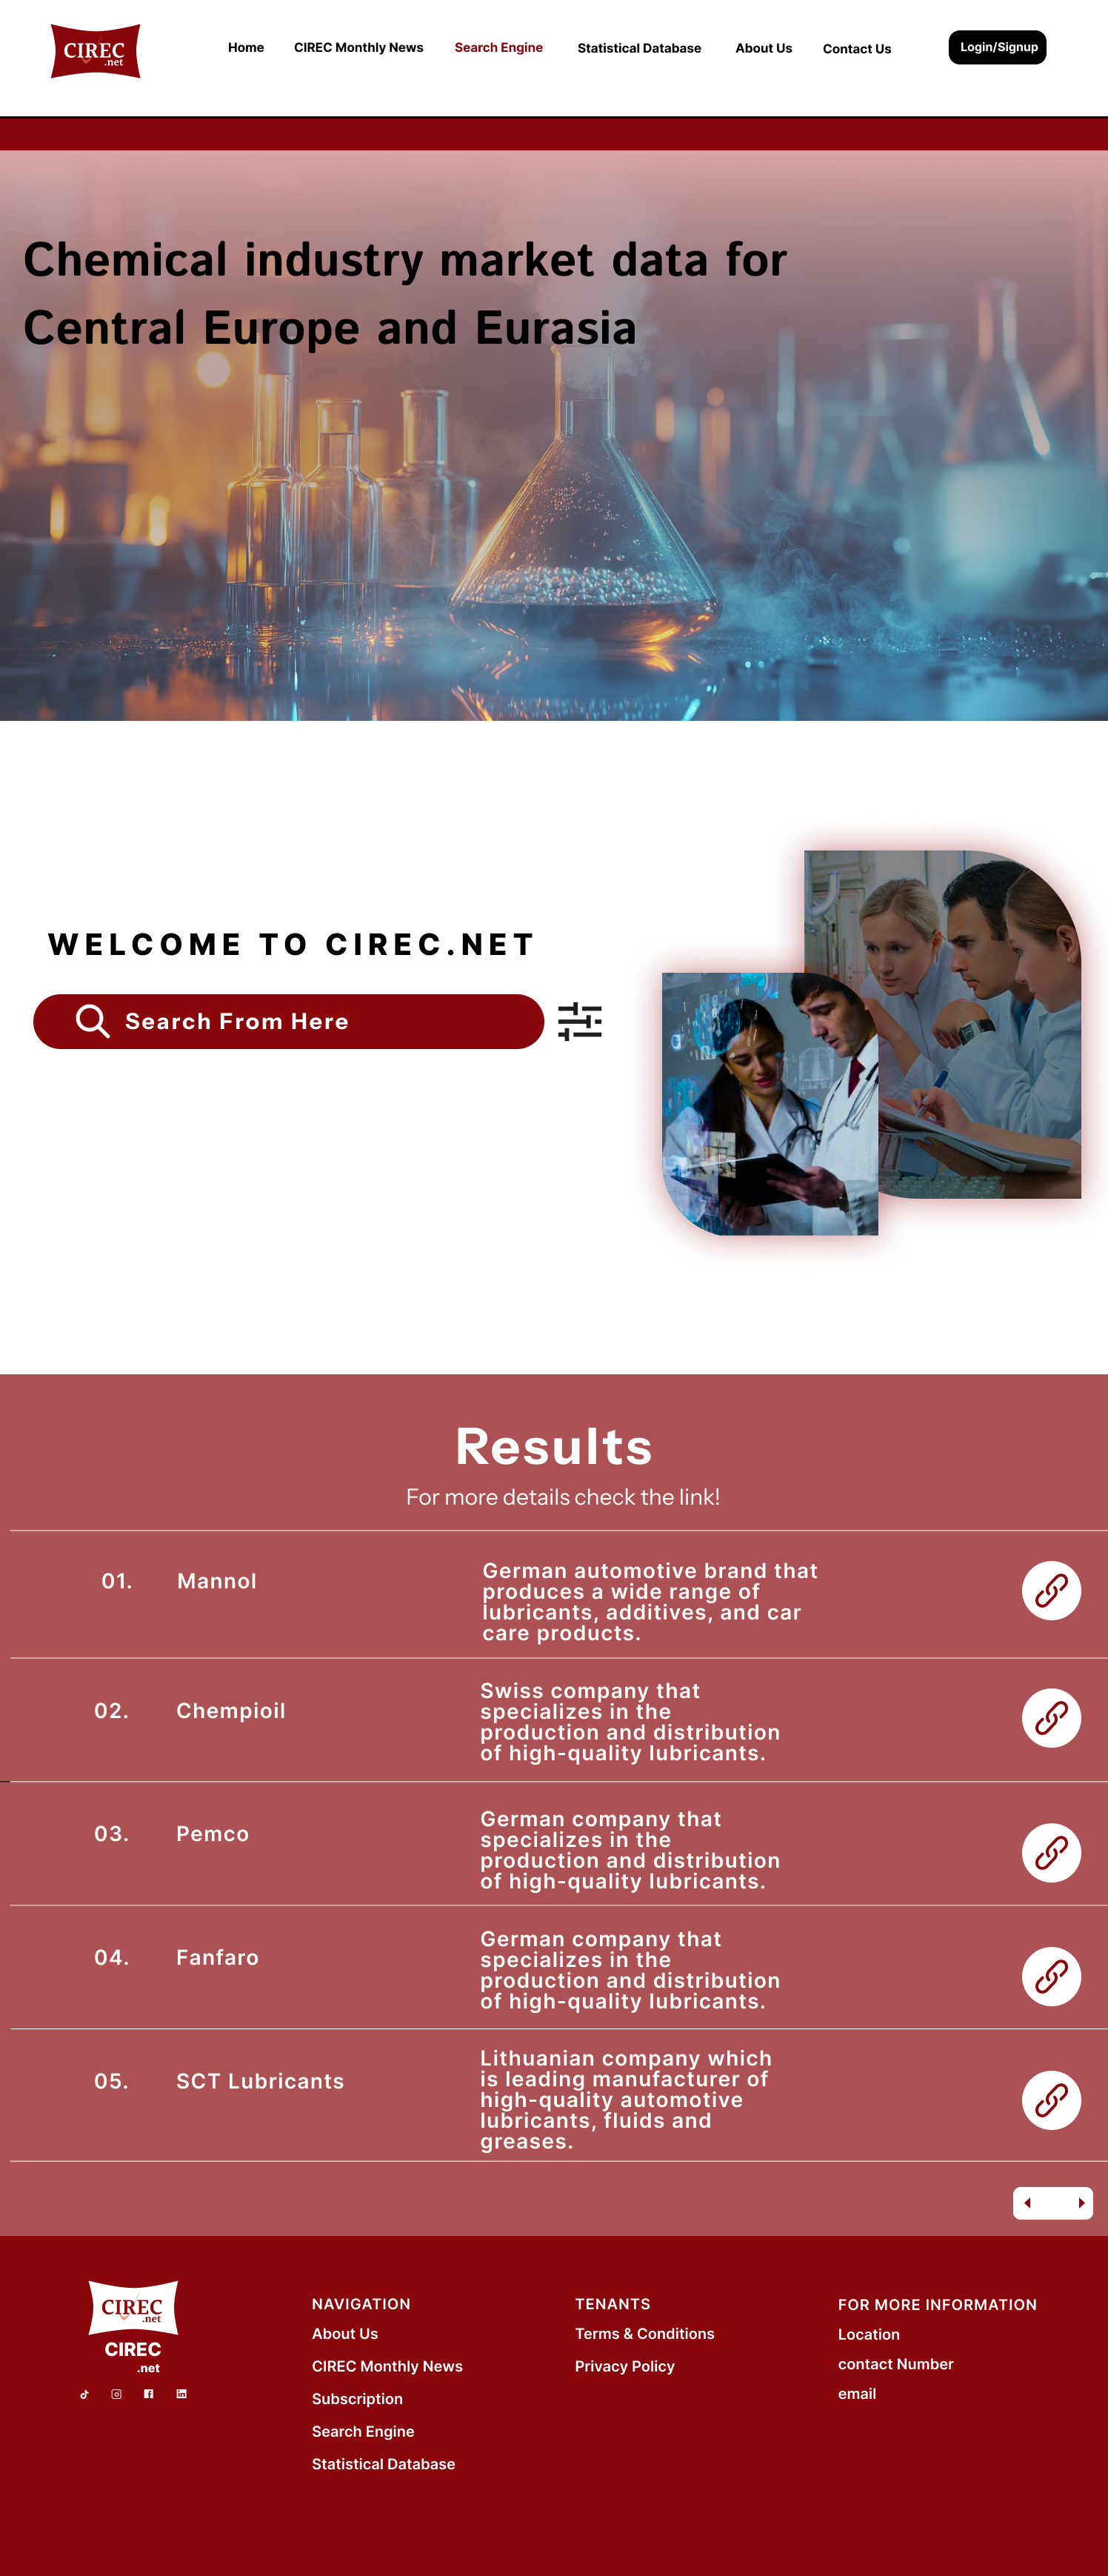 CIREC
.net
Home
CIREC Monthly News
Search Engine
Statistical Database
About Us
Contact Us
Login/Signup
Chemical industry market data for
Central Europe and Eurasia
WELCOME TO CIREC.NET
Search From Here
Results
For more details check the link!
01.
Mannol
German automotive brand that
produces a wide range of
lubricants, additives, and car
care products.
02.
Chempioil
Swiss company that
specializes in the
production and distribution
of high-quality lubricants.
03.
Pemco
German company that
specializes in the
production and distribution
of high-quality lubricants.
04.
Fanfaro
German company that
specializes in the
production and distribution
of high-quality lubricants.
05.
SCT Lubricants
Lithuanian company which
is leading manufacturer of
high-quality automotive
lubricants, fluids and
greases.
CIREC
.net
CIREC
.net
NAVIGATION
About Us
CIREC Monthly News
Subscription
Search Engine
Statistical Database
TENANTS
Terms & Conditions
Privacy Policy
FOR MORE INFORMATION
Location
contact Number
email